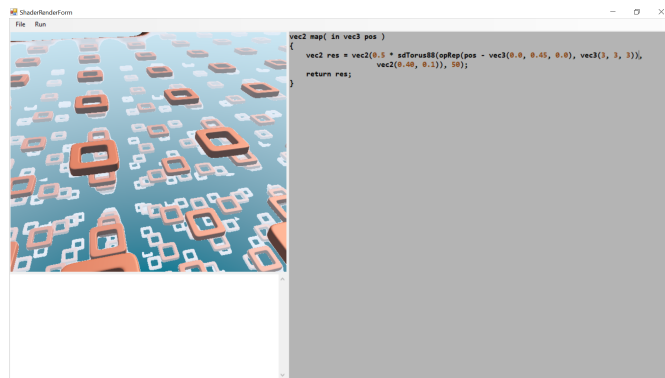 ShaderRenderForm
File Run
vec2 map( in vec3 pos )
{
vec2 res = vec2(0.5 * sdTorus88(opRep(pos - vec3(0.0, 0.45, 0.0), vec3(3, 3, 3)),
vec2(0.40, 0.1)), 50);
return res;
}